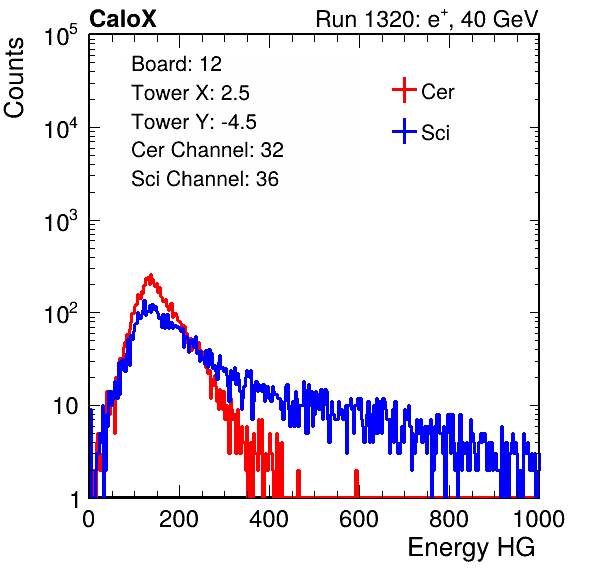 CaloX Run 1320: e⁺, 40 GeV
Counts
Board: 12
Tower X: 2.5
Tower Y: -4.5
Cer Channel: 32
Sci Channel: 36
Cer
Sci
10⁵
10⁴
10³
10²
10
1
0 200 400 600 800 1000
Energy HG